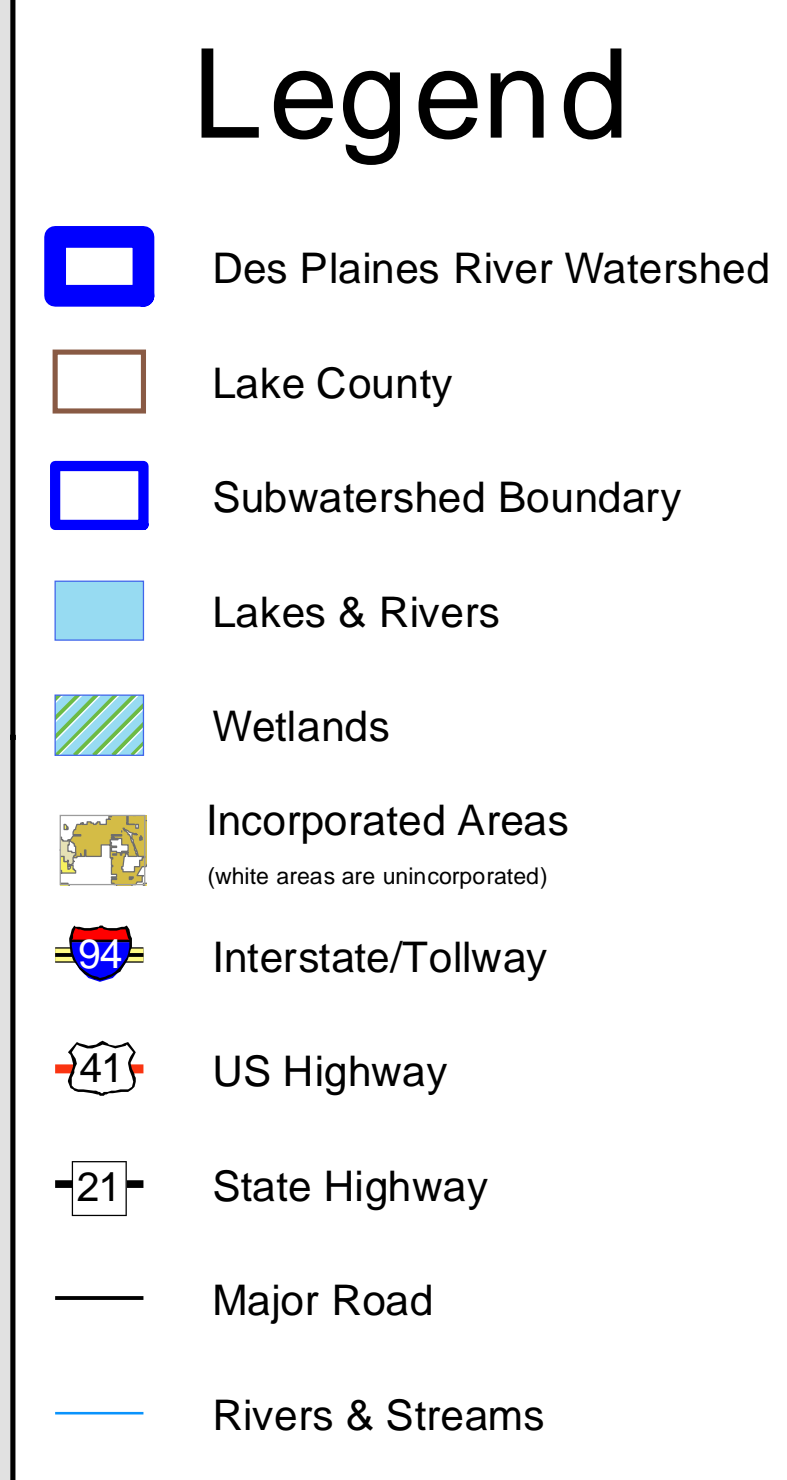 Legend
Des Plaines River Watershed
Lake County
Subwatershed Boundary
Lakes & Rivers
Wetlands
Incorporated Areas
(white areas are unincorporated)
94 Interstate/Tollway
41 US Highway
21 State Highway
Major Road
Rivers & Streams